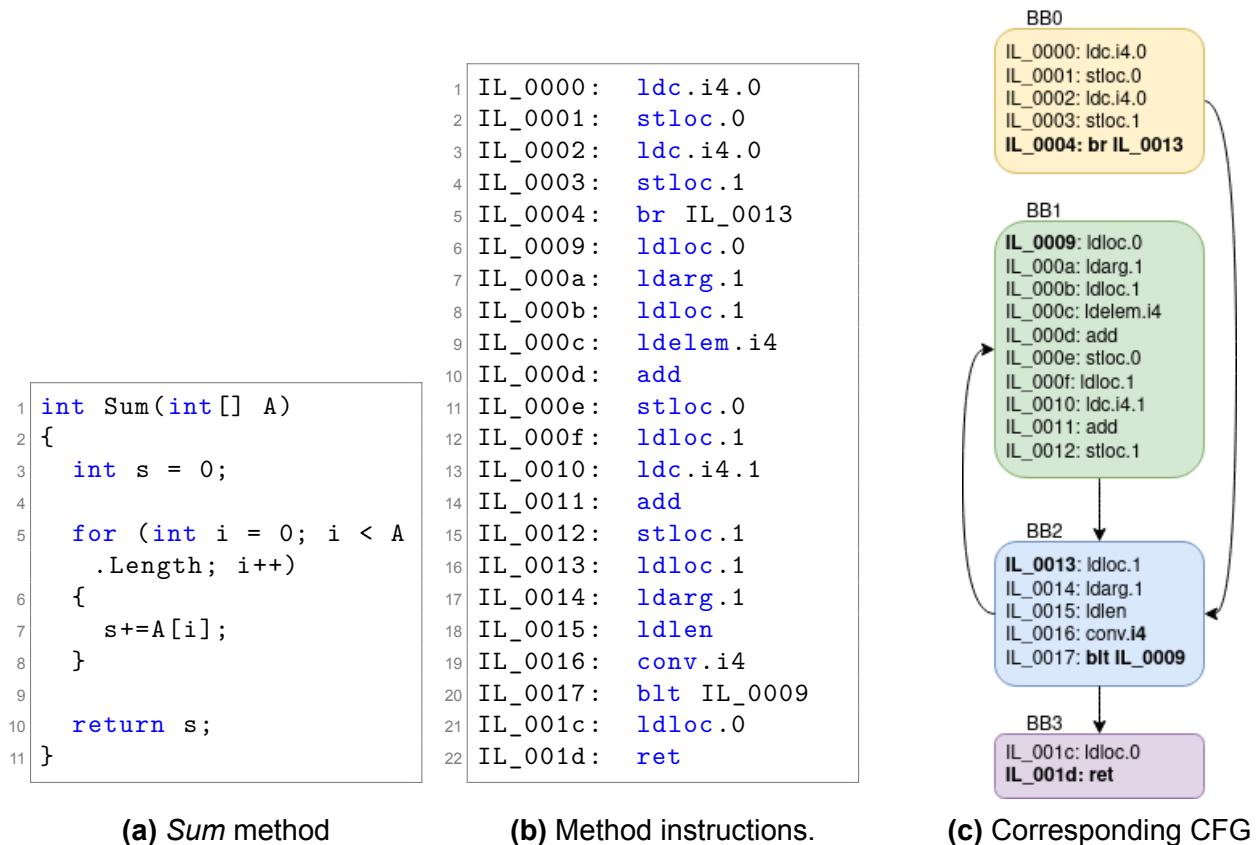 1 int Sum(int[] A)
2 {
3 int s = 0;
4
5 for (int i = 0; i < A
.Length; i++)
6 {
7 s+=A[i];
8 }
9
10 return s;
11 }
(a) Sum method
1 IL_0000: ldc.i4.0
2 IL_0001: stloc.0
3 IL_0002: ldc.i4.0
4 IL_0003: stloc.1
5 IL_0004: br IL_0013
6 IL_0009: ldloc.0
7 IL_000a: ldarg.1
8 IL_000b: ldloc.1
9 IL_000c: ldelem.i4
10 IL_000d: add
11 IL_000e: stloc.0
12 IL_000f: ldloc.1
13 IL_0010: ldc.i4.1
14 IL_0011: add
15 IL_0012: stloc.1
16 IL_0013: ldloc.1
17 IL_0014: ldarg.1
18 IL_0015: ldlen
19 IL_0016: conv.i4
20 IL_0017: blt IL_0009
21 IL_001c: ldloc.0
22 IL_001d: ret
(b) Method instructions.
BB0
IL_0000: ldc.i4.0
IL_0001: stloc.0
IL_0002: ldc.i4.0
IL_0003: stloc.1
IL_0004: br IL_0013
BB1
IL_0009: ldloc.0
IL_000a: ldarg.1
IL_000b: ldloc.1
IL_000c: ldelem.i4
IL_000d: add
IL_000e: stloc.0
IL_000f: ldloc.1
IL_0010: ldc.i4.1
IL_0011: add
IL_0012: stloc.1
BB2
IL_0013: ldloc.1
IL_0014: ldarg.1
IL_0015: ldlen
IL_0016: conv.i4
IL_0017: blt IL_0009
BB3
IL_001c: ldloc.0
IL_001d: ret
(c) Corresponding CFG